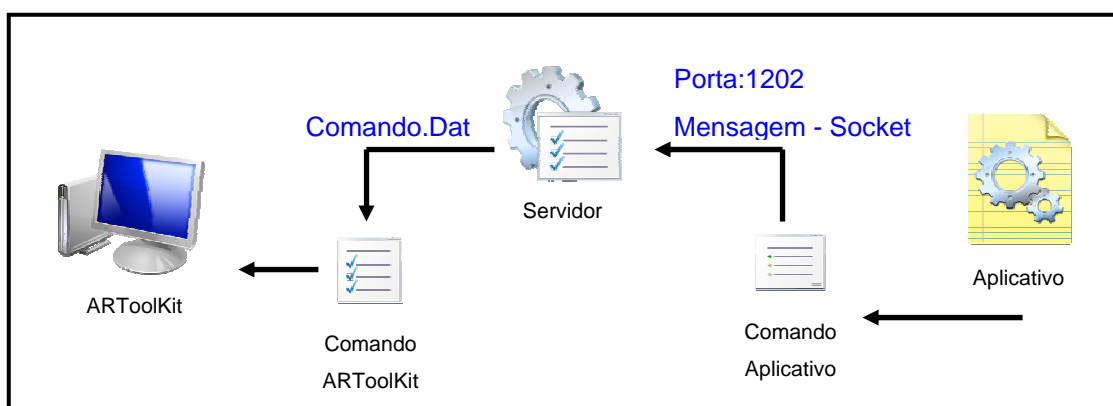 Porta:1202
Comando.Dat
Mensagem - Socket
Servidor
Aplicativo
ARToolKit
Comando
ARToolKit
Comando
Aplicativo